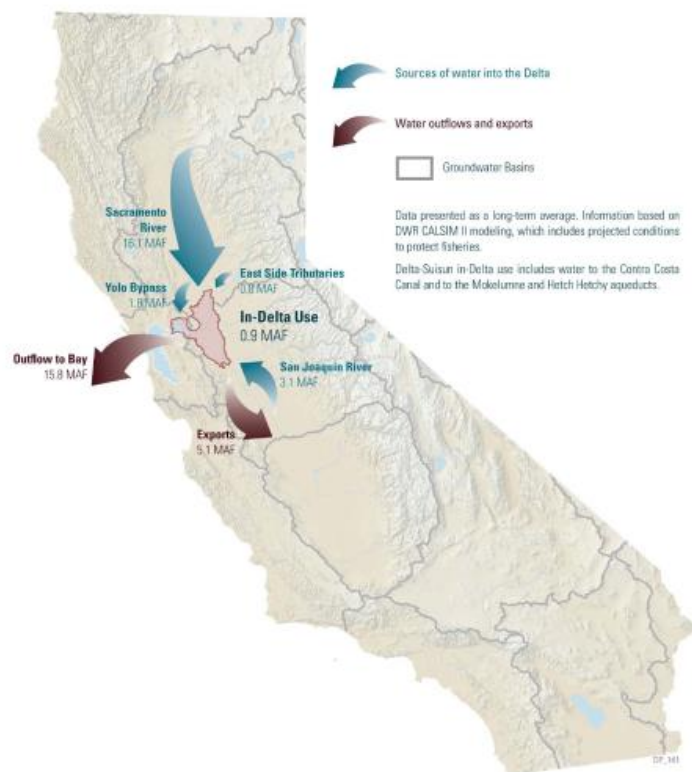 Sources of water into the Delta
Water outflows and exports
Groundwater Basins
Data presented as a long-term average. Information based on
DWR CALSIM II modeling, which includes projected conditions
to protect fisheries.
Delta-Suisun in-Delta use includes water to the Contra Costa
Canal and to the Mokelumne and Hetch Hetchy aqueducts.
Sacramento
River
16.1 MAF
Yolo Bypass
1.8 MAF
East Side Tributaries
0.8 MAF
In-Delta Use
0.9 MAF
Outflow to Bay
15.8 MAF
San Joaquin River
3.1 MAF
Exports
5.1 MAF